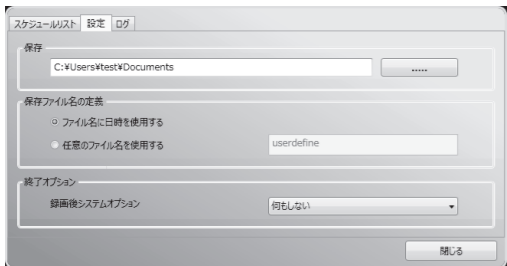 スケジュールリスト 設定 ログ
保存
C:¥Users¥test¥Documents .....
保存ファイル名の定義
ファイル名に日時を使用する
任意のファイル名を使用する userdefine
終了オプション
録画後システムオプション 何もしない
閉じる